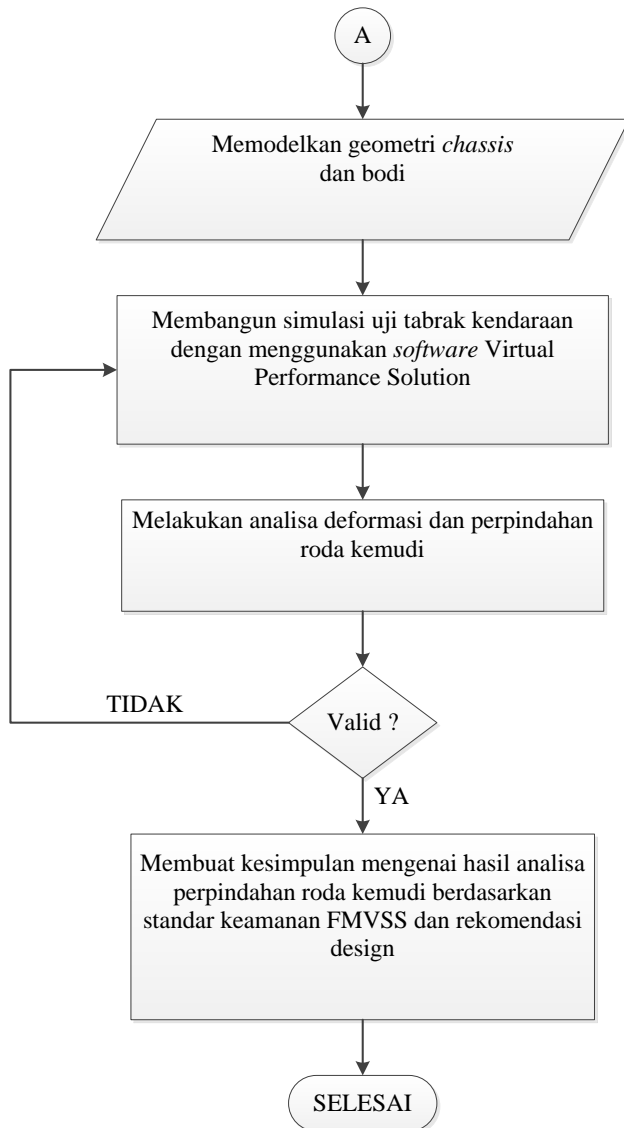 A
Memodelkan geometri chassis
dan bodi
Membangun simulasi uji tabrak kendaraan
dengan menggunakan software Virtual
Performance Solution
Melakukan analisa deformasi dan perpindahan
roda kemudi
TIDAK
Valid ?
YA
Membuat kesimpulan mengenai hasil analisa
perpindahan roda kemudi berdasarkan
standar keamanan FMVSS dan rekomendasi
design
SELESAI